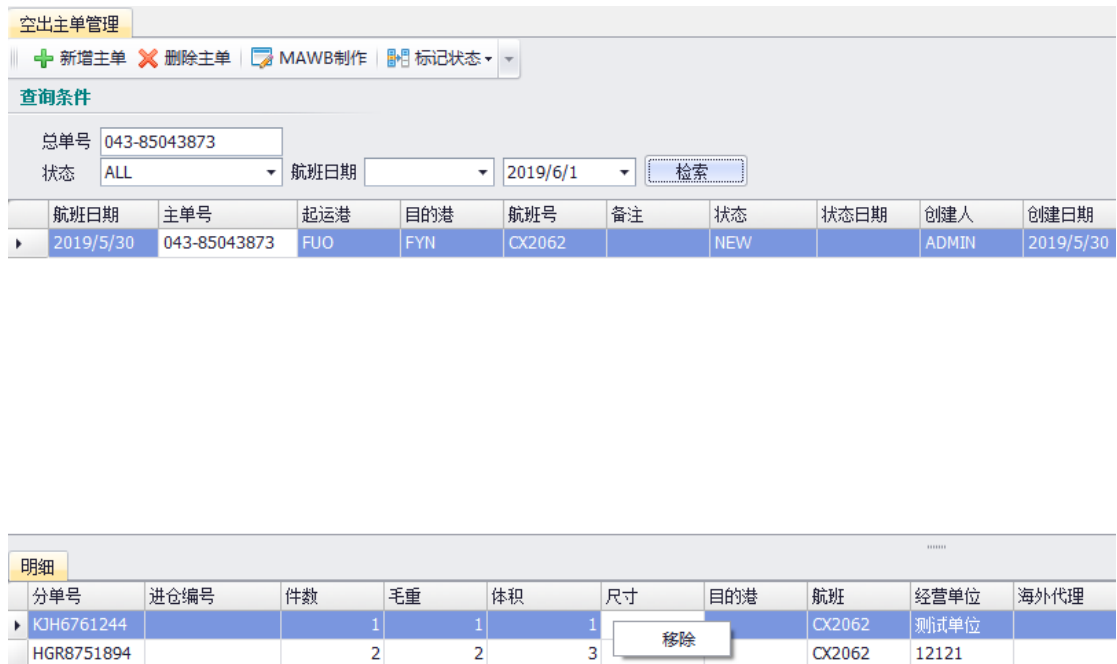 空出主单管理
新增主单 删除主单 MAWB制作 标记状态
查询条件
总单号 043-85043873
状态 ALL 航班日期 2019/6/1 检索
航班日期 主单号 起运港 目的港 航班号 备注 状态 状态日期 创建人 创建日期
2019/5/30 043-85043873 FUO FYN CX2062 NEW ADMIN 2019/5/30
明细
分单号 进仓编号 件数 毛重 体积 尺寸 目的港 航班 经营单位 海外代理
KJH6761244 1 1 1 CX2062 测试单位
移除
HGR8751894 2 2 3 CX2062 12121